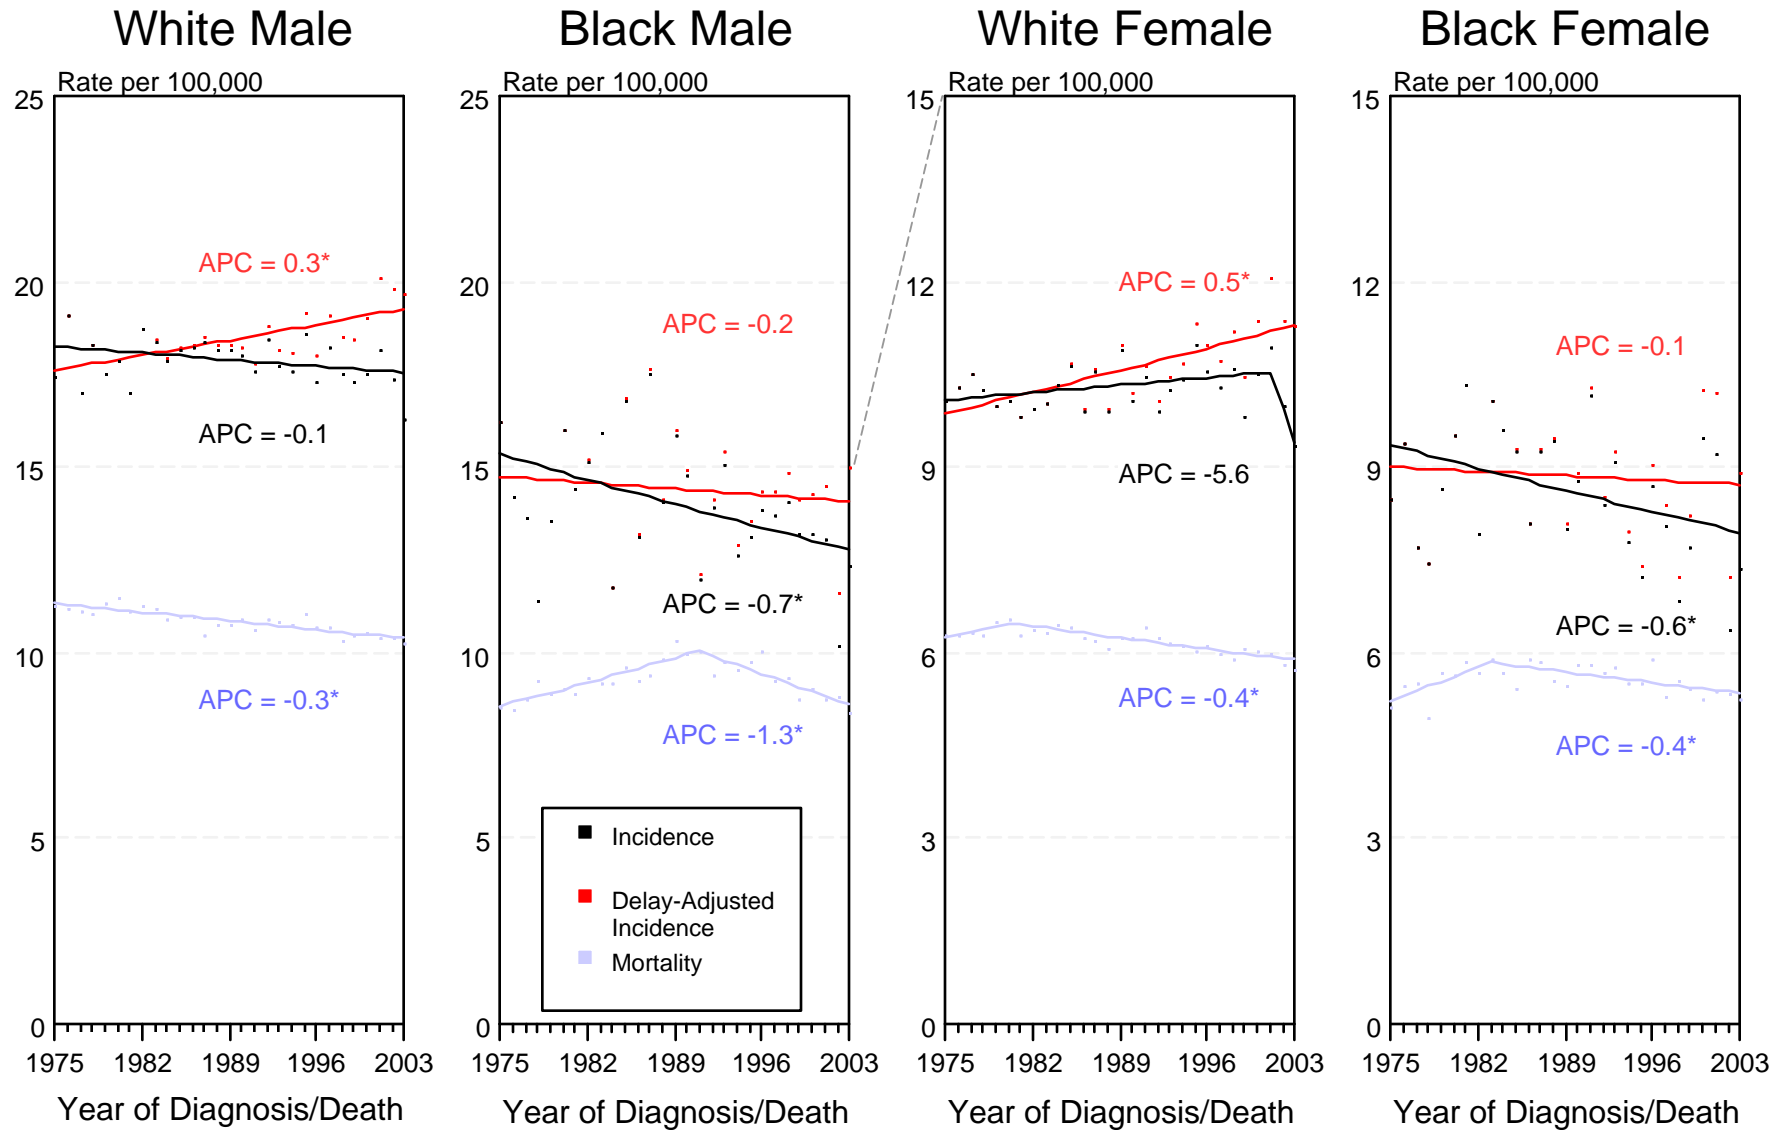 White Male
Black Male
White Female
Black Female
Rate per 100,000
Rate per 100,000
Rate per 100,000
Rate per 100,000
25
20
15
10
5
0
APC = 0.3*
APC = -0.1
APC = -0.3*
1975 1982 1989 1996 2003
Year of Diagnosis/Death
25
20
15
10
5
0
APC = -0.2
APC = -0.7*
APC = -1.3*
Incidence
Delay-Adjusted
Incidence
Mortality
1975 1982 1989 1996 2003
Year of Diagnosis/Death
15
12
9
6
3
0
APC = 0.5*
APC = -5.6
APC = -0.4*
1975 1982 1989 1996 2003
Year of Diagnosis/Death
15
12
9
6
3
0
APC = -0.1
APC = -0.6*
APC = -0.4*
1975 1982 1989 1996 2003
Year of Diagnosis/Death